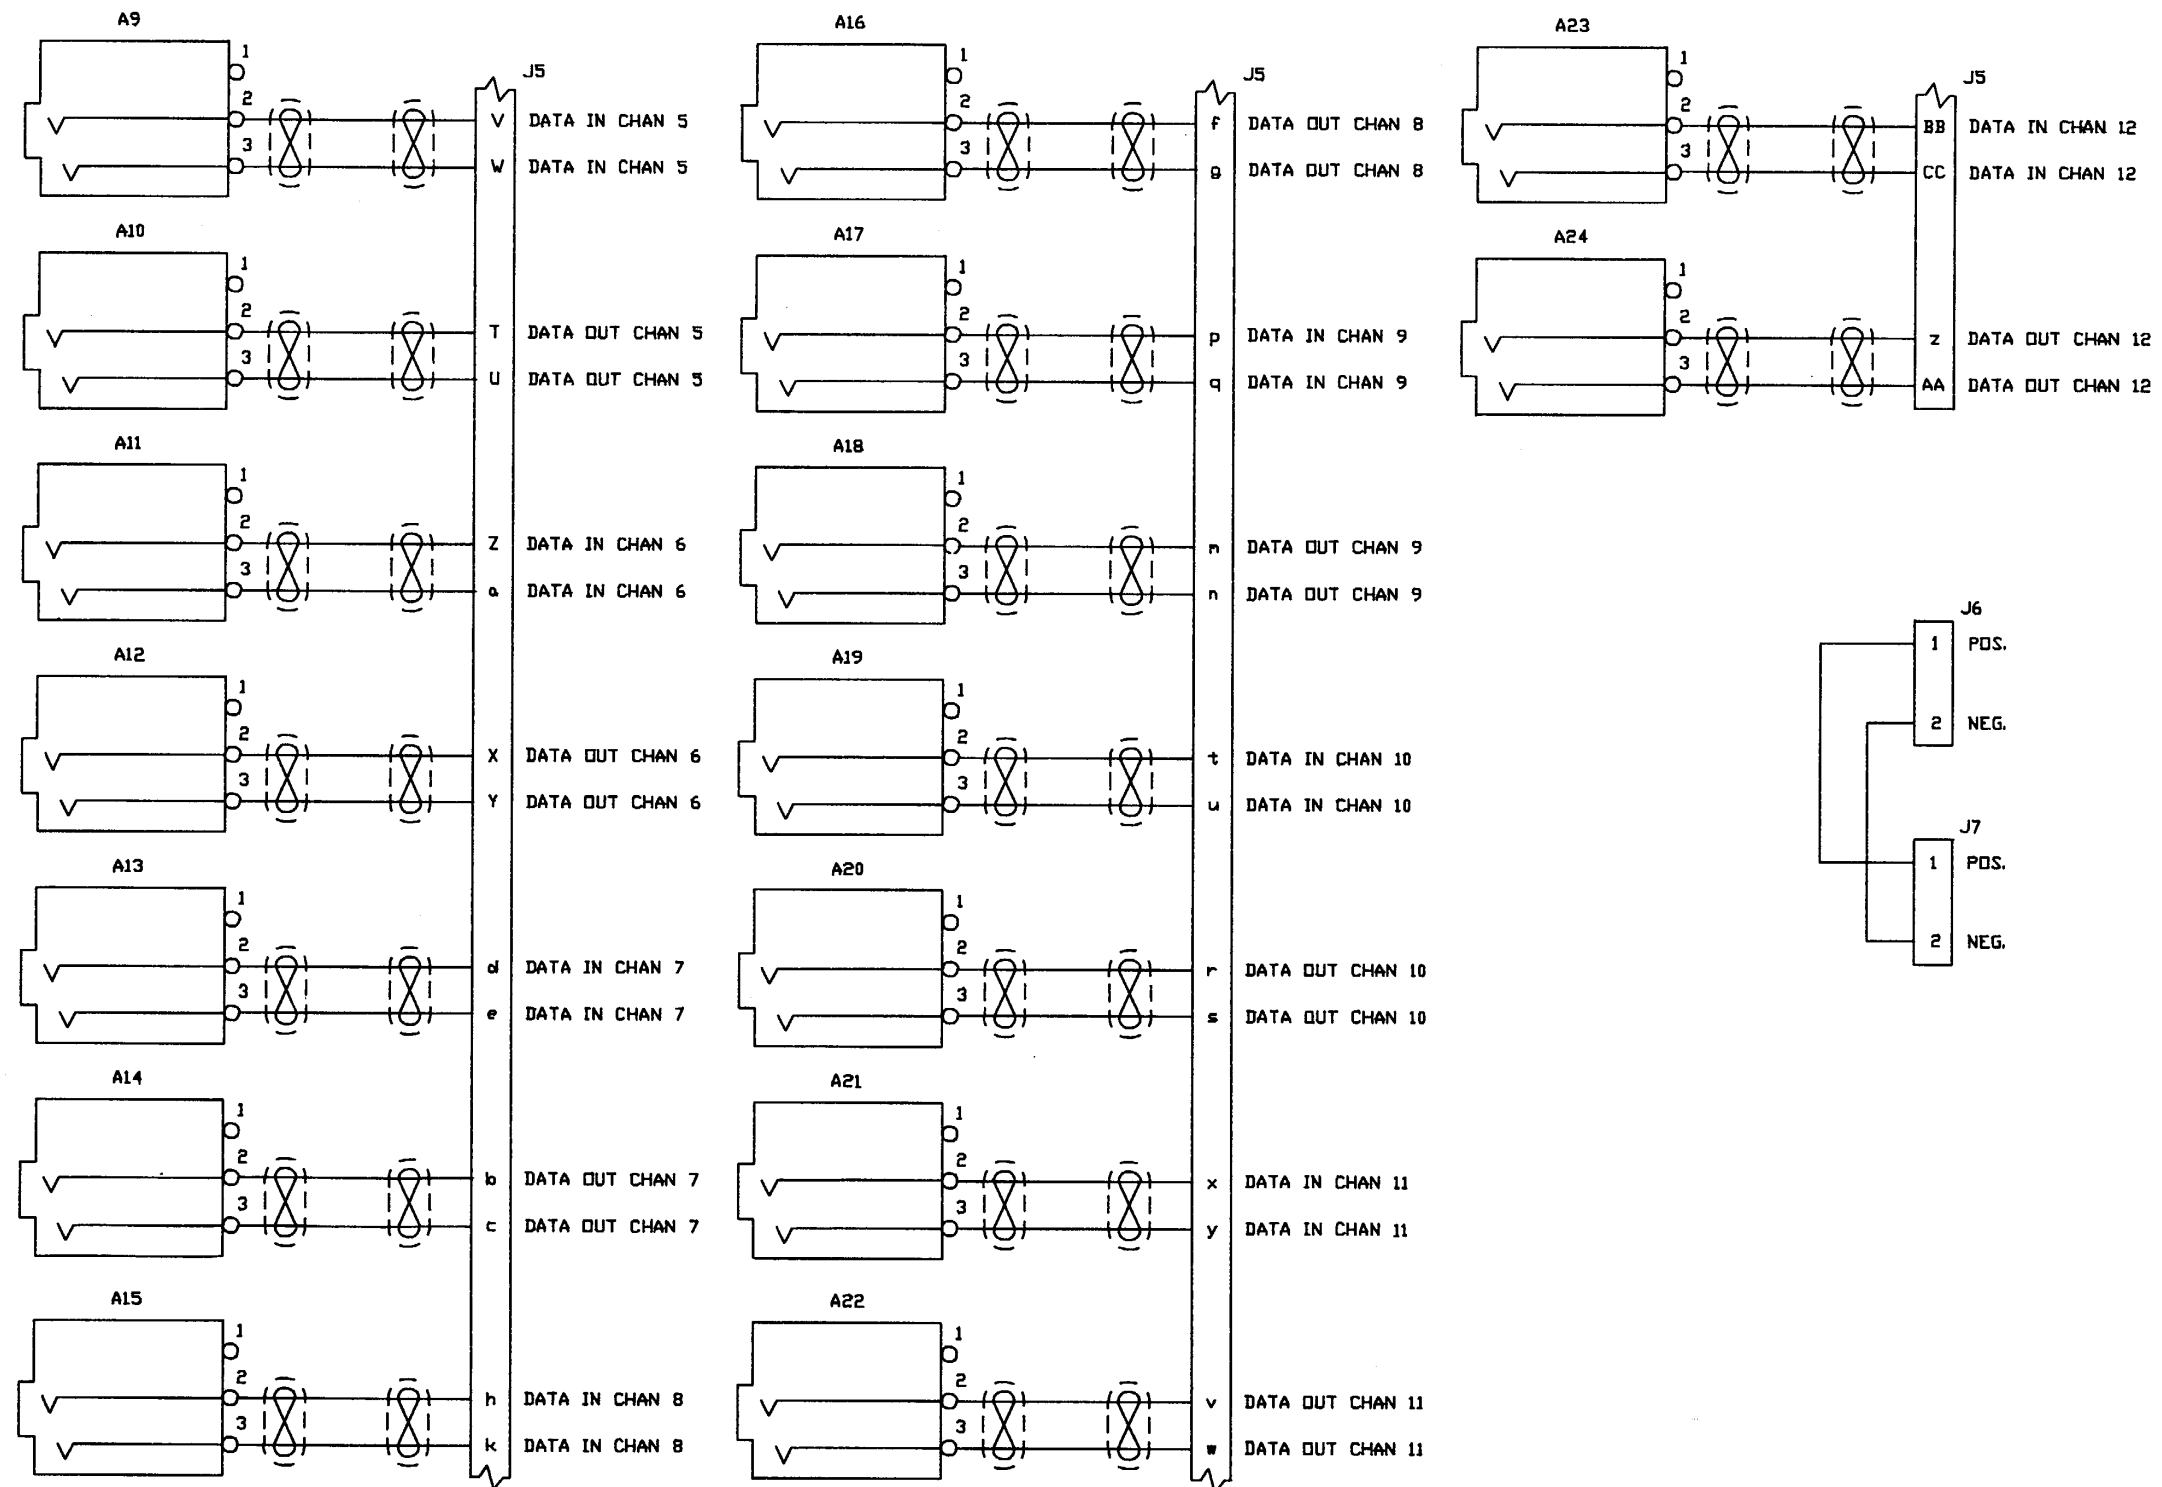 A9
1
J5
2
V DATA IN CHAN 5
3
W DATA IN CHAN 5
A10
1
2
T DATA OUT CHAN 5
3
U DATA OUT CHAN 5
A11
1
2
Z DATA IN CHAN 6
3
a DATA IN CHAN 6
A12
1
2
X DATA OUT CHAN 6
3
Y DATA OUT CHAN 6
A13
1
2
d DATA IN CHAN 7
3
e DATA IN CHAN 7
A14
1
2
b DATA OUT CHAN 7
3
c DATA OUT CHAN 7
A15
1
2
h DATA IN CHAN 8
3
k DATA IN CHAN 8
A16
1
J5
2
f DATA OUT CHAN 8
3
g DATA OUT CHAN 8
A17
1
2
p DATA IN CHAN 9
3
q DATA IN CHAN 9
A18
1
2
m DATA OUT CHAN 9
3
n DATA OUT CHAN 9
A19
1
2
t DATA IN CHAN 10
3
u DATA IN CHAN 10
A20
1
2
r DATA OUT CHAN 10
3
s DATA OUT CHAN 10
A21
1
2
x DATA IN CHAN 11
3
y DATA IN CHAN 11
A22
1
2
v DATA OUT CHAN 11
3
w DATA OUT CHAN 11
A23
1
J5
2
BB DATA IN CHAN 12
3
CC DATA IN CHAN 12
A24
1
2
z DATA OUT CHAN 12
3
AA DATA OUT CHAN 12
J6
1 POS.
2 NEG.
J7
1 POS.
2 NEG.